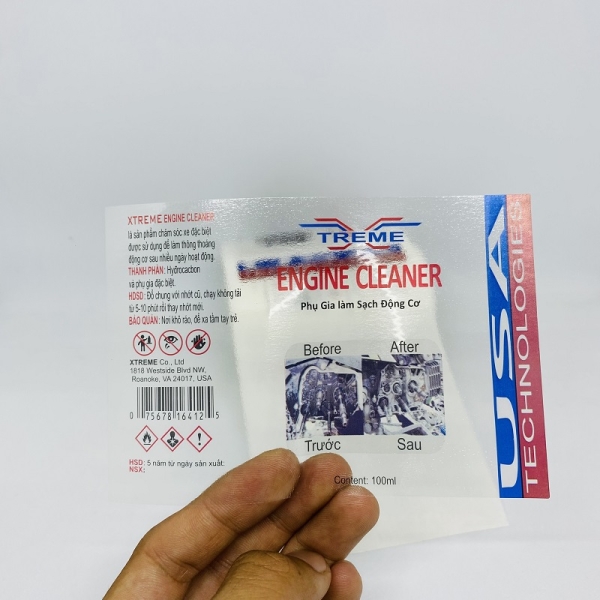 XTREME ENGINE CLEANER
là sản phẩm chăm sóc xe đặc biệt
được sử dụng để làm thông thoáng
động cơ sau nhiều ngày hoạt động.
THÀNH PHẦN: Hydrocacbon
và phụ gia đặc biệt.
HDSD: Đổ chung với nhớt cũ, chạy không tải
từ 5-10 phút rồi thay nhớt mới.
BẢO QUẢN: Nơi khô ráo, để xa tầm tay trẻ.
XTREME Co., Ltd
1818 Westside Blvd NW,
Roanoke, VA 24017, USA
0 75678 16412 5
HSD: 5 năm từ ngày sản xuất.
NSX:
XTREME
ENGINE CLEANER
Phụ Gia làm Sạch Động Cơ
Before After
Trước Sau
Content: 100ml
USA
TECHNOLOGIES